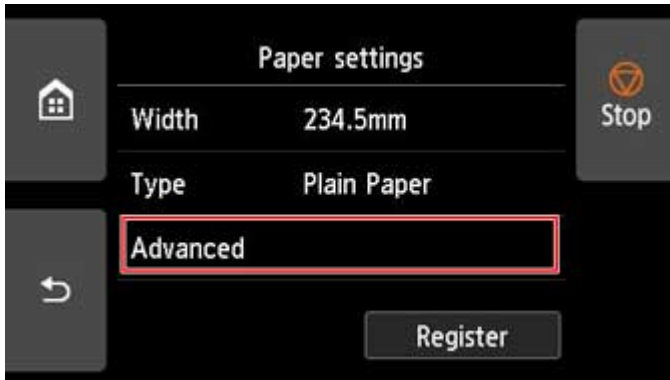 Paper settings
Stop
Width 234.5mm
Type Plain Paper
Advanced
Register